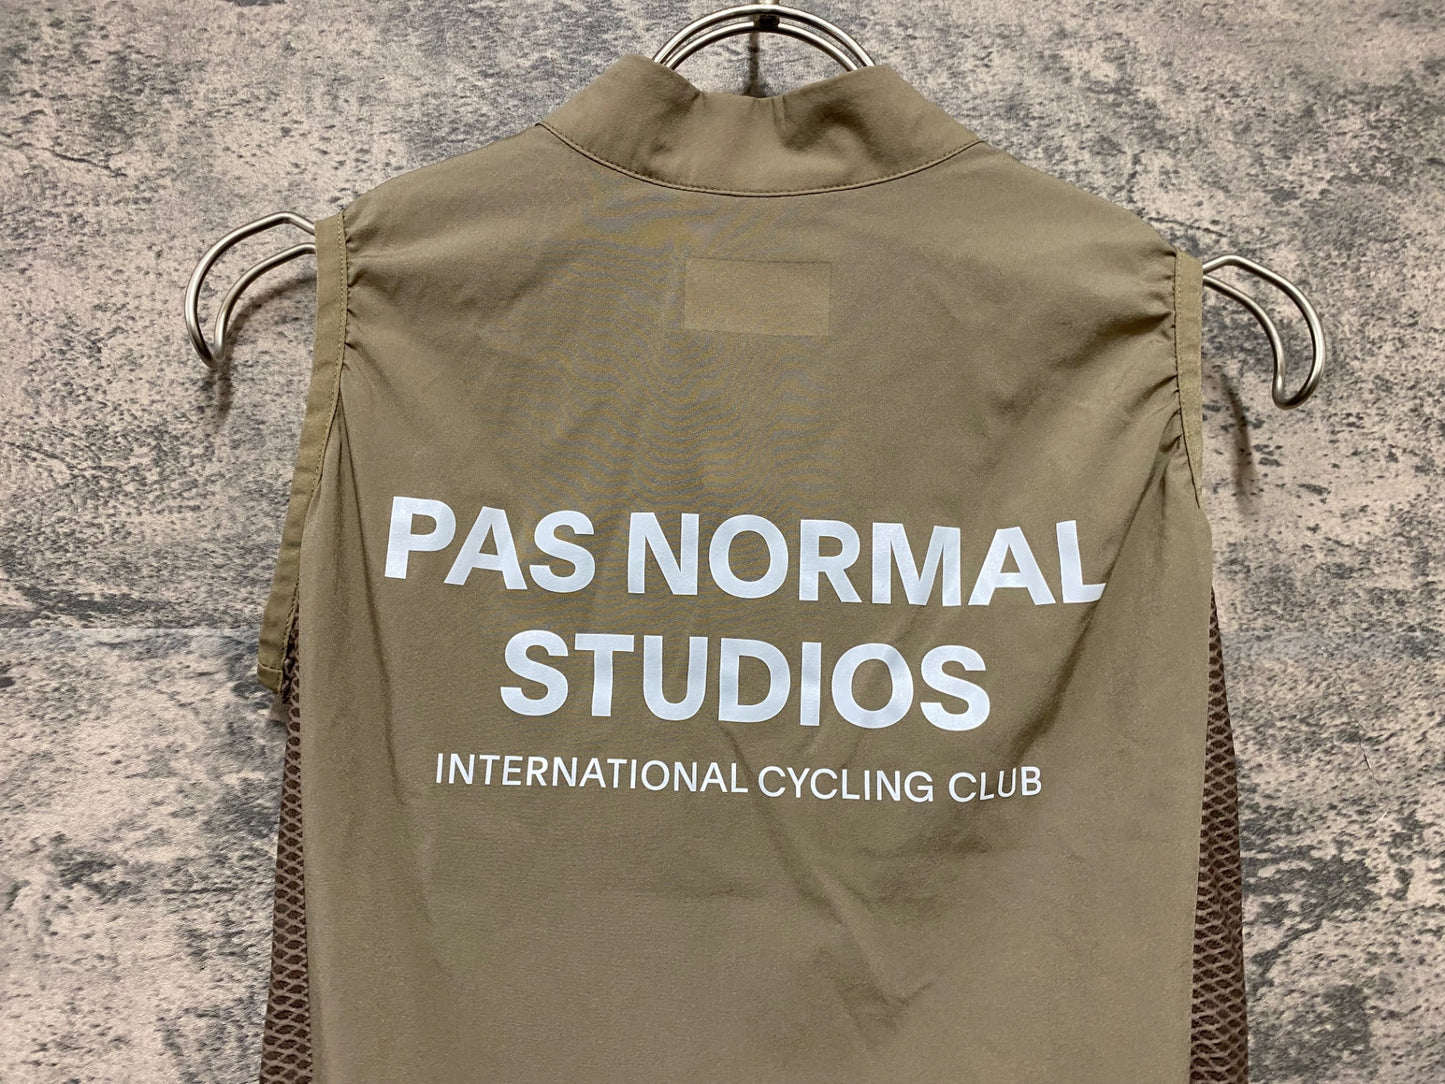 PAS NORMAL
STUDIOS
INTERNATIONAL CYCLING CLUB